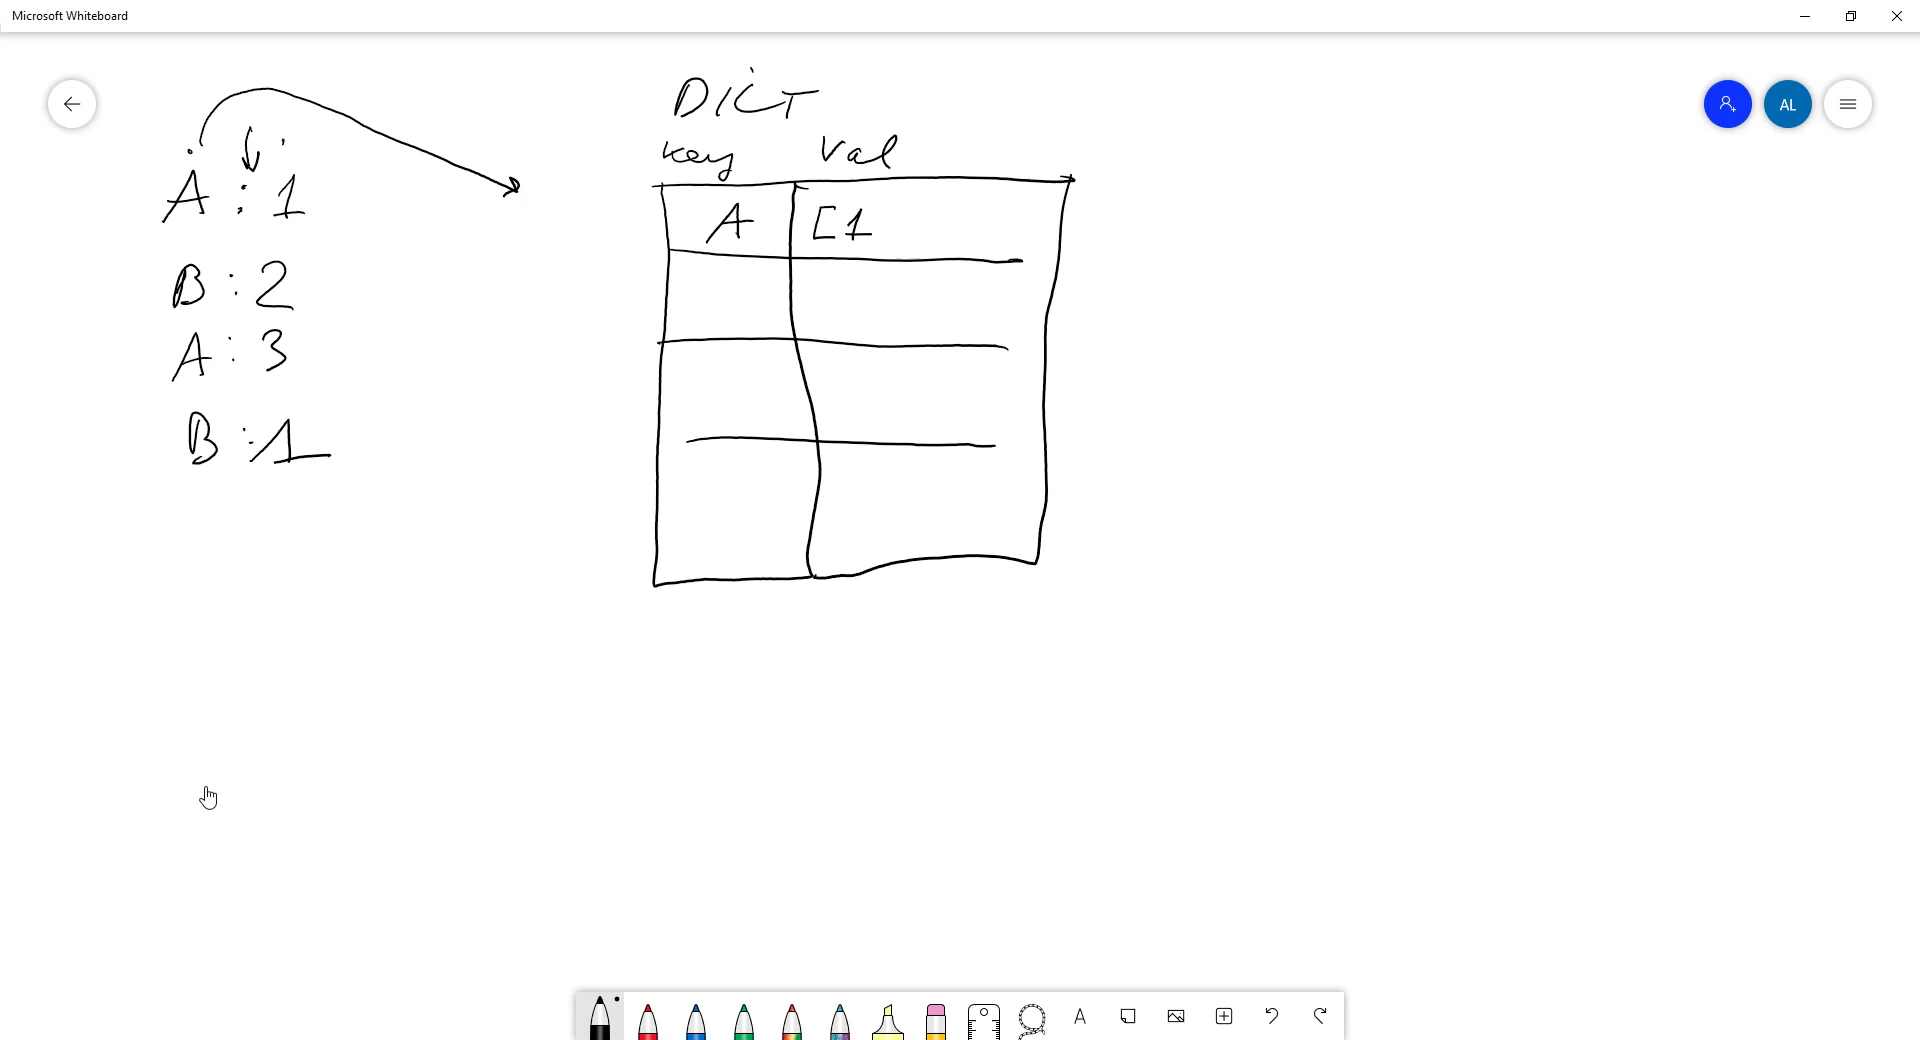 Microsoft Whiteboard
DICT
key Val
AL
A : 1
A [1
B : 2
A : 3
B : 1
A